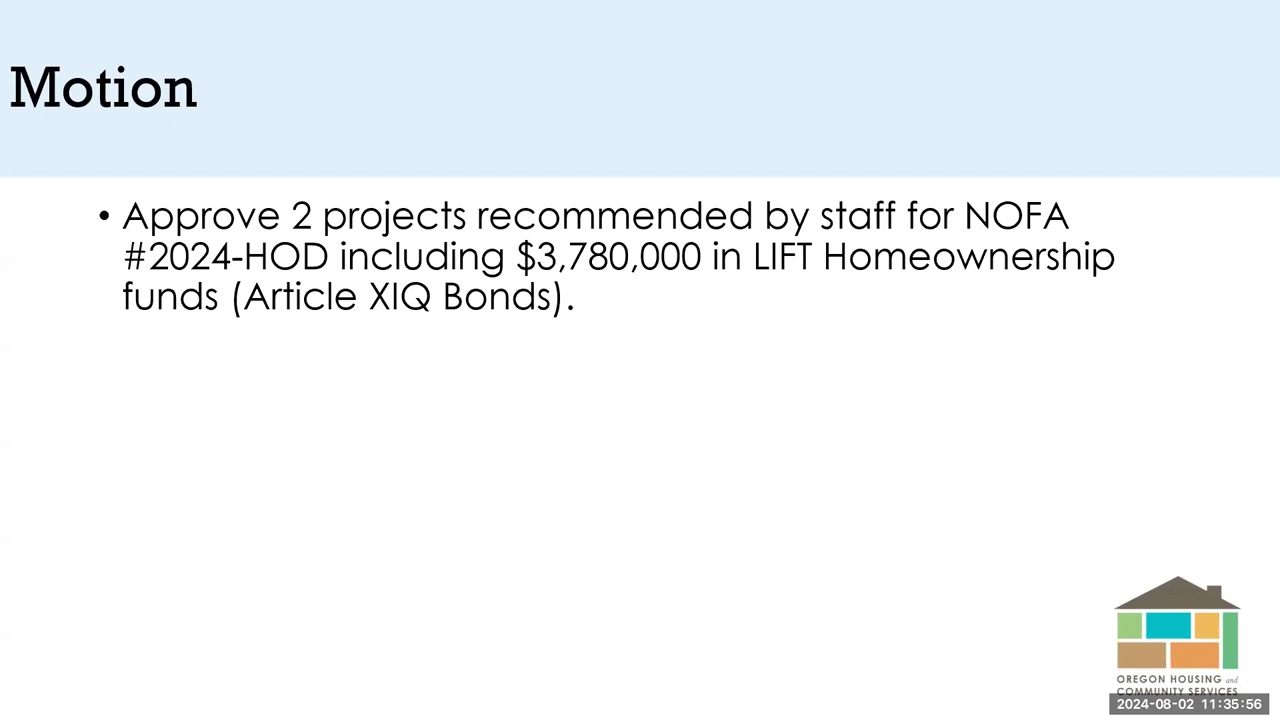 Motion
• Approve 2 projects recommended by staff for NOFA
#2024-HOD including $3,780,000 in LIFT Homeownership
funds (Article XIQ Bonds).
OREGON HOUSING and
COMMUNITY SERVICES
2024-08-02 11:35:56